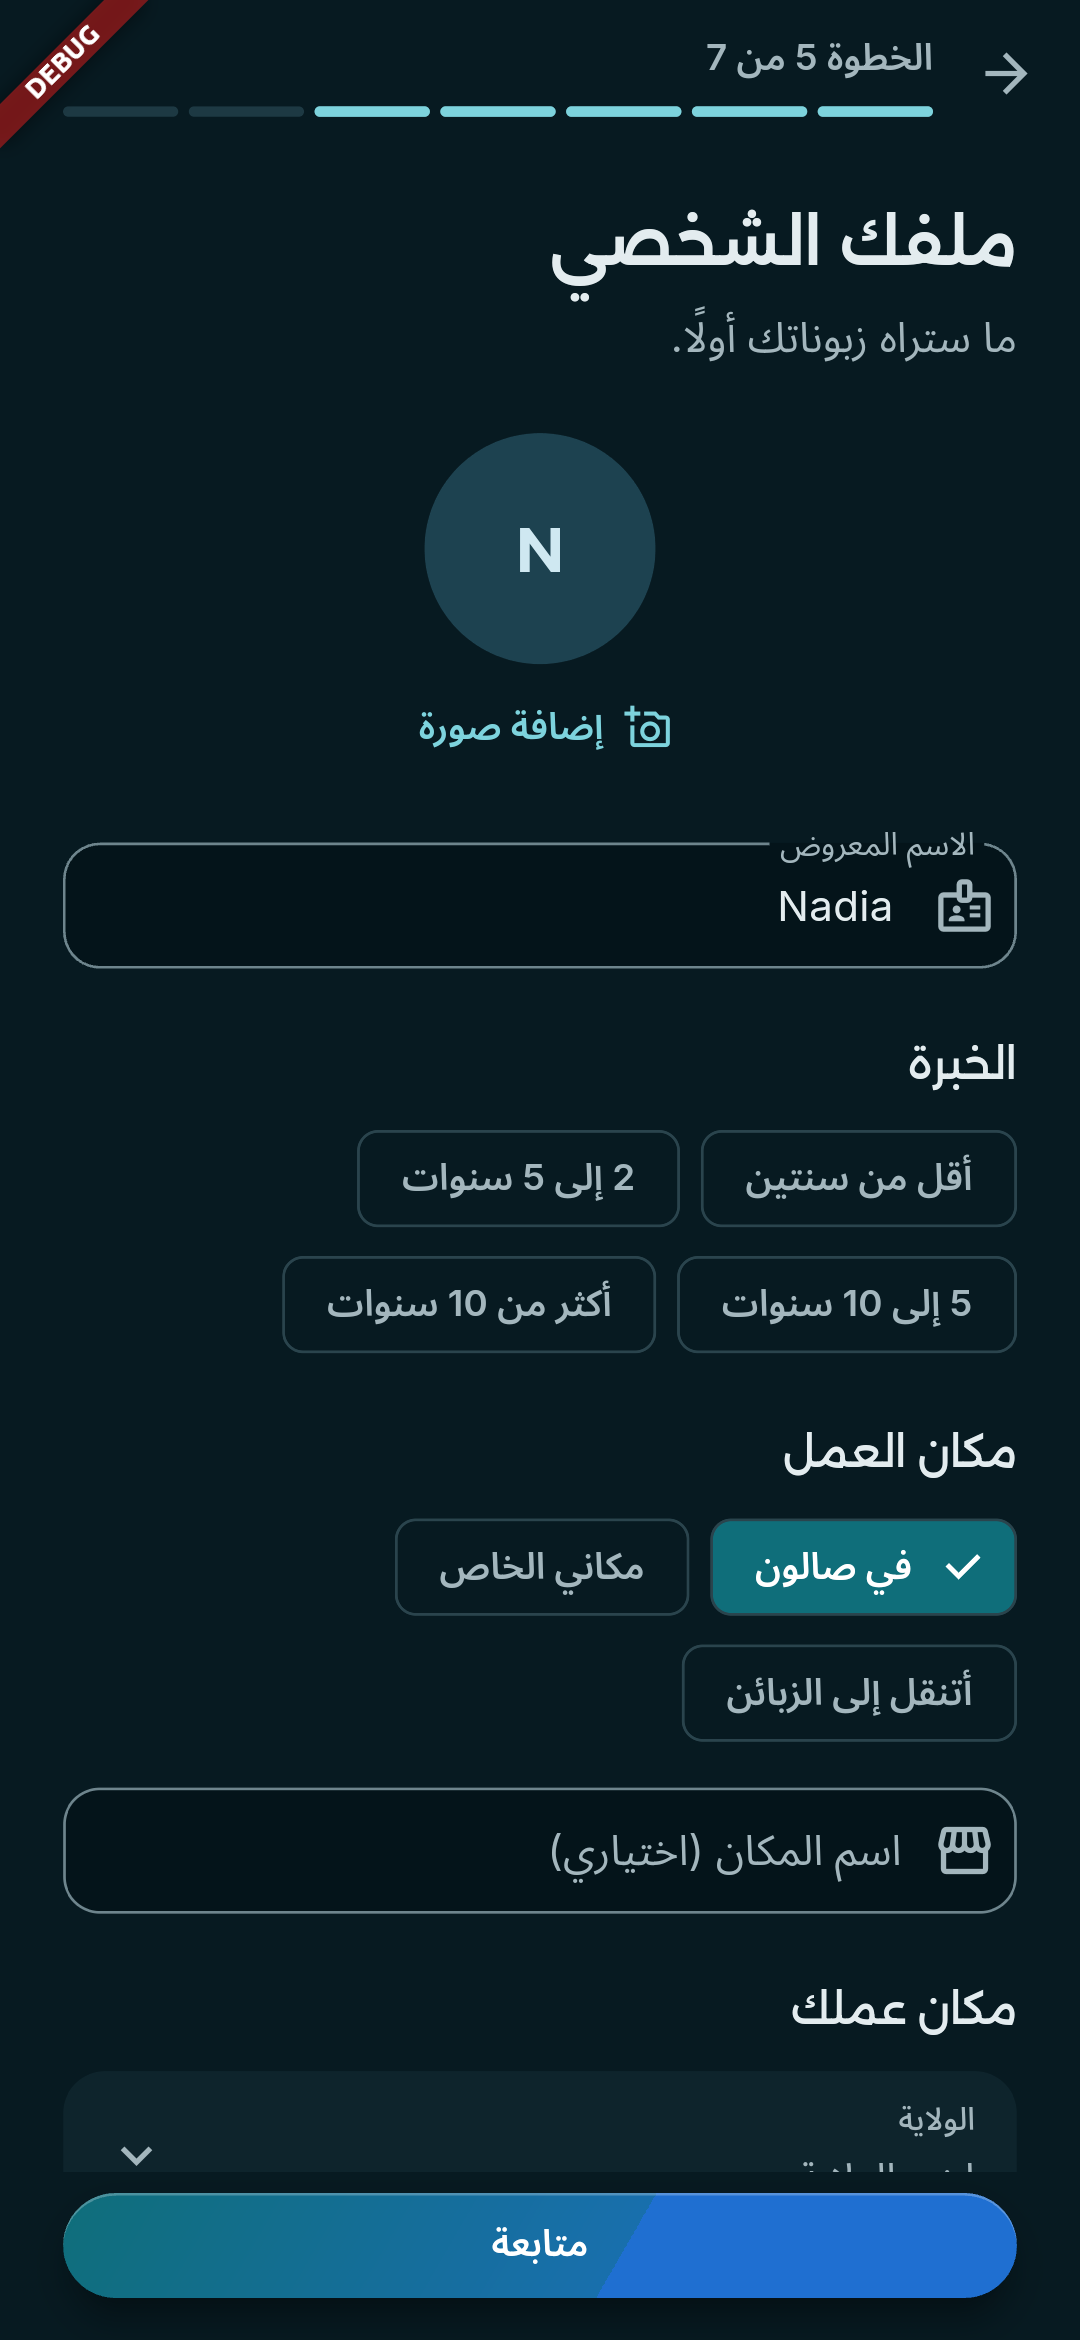 DEBUG
الخطوة 5 من 7
ملفك الشخصي
ما ستراه زبوناتك أولًا.
N
إضافة صورة
الاسم المعروض
Nadia
الخبرة
أقل من سنتين
2 إلى 5 سنوات
5 إلى 10 سنوات
أكثر من 10 سنوات
مكان العمل
في صالون
مكاني الخاص
أتنقل إلى الزبائن
اسم المكان (اختياري)
مكان عملك
الولاية
متابعة